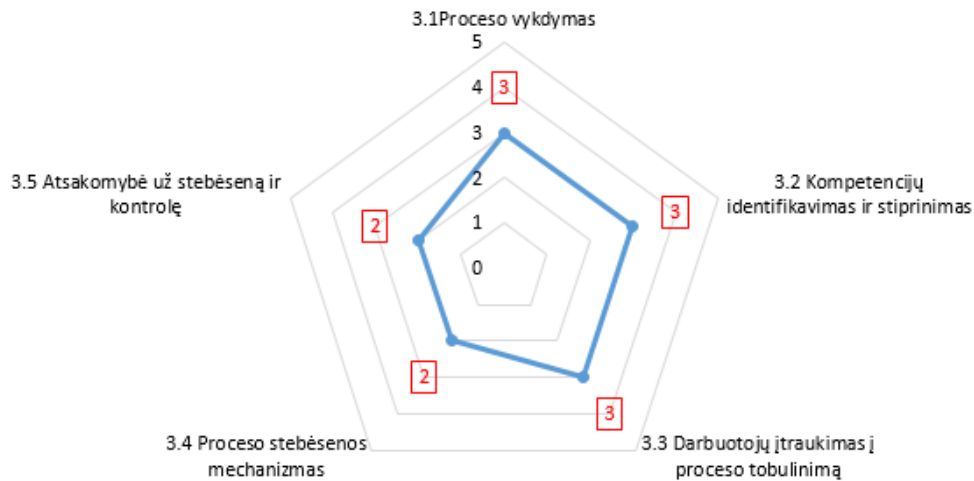 3.1Proceso vykdymas
5
4
3
3
2
1
0
3.5 Atsakomybė už stebėseną ir
kontrolę
2
3
3.2 Kompetencijų
identifikavimas ir stiprinimas
2
3
3.4 Proceso stebėsenos
mechanizmas
3.3 Darbuotojų įtraukimas į
proceso tobulinimą